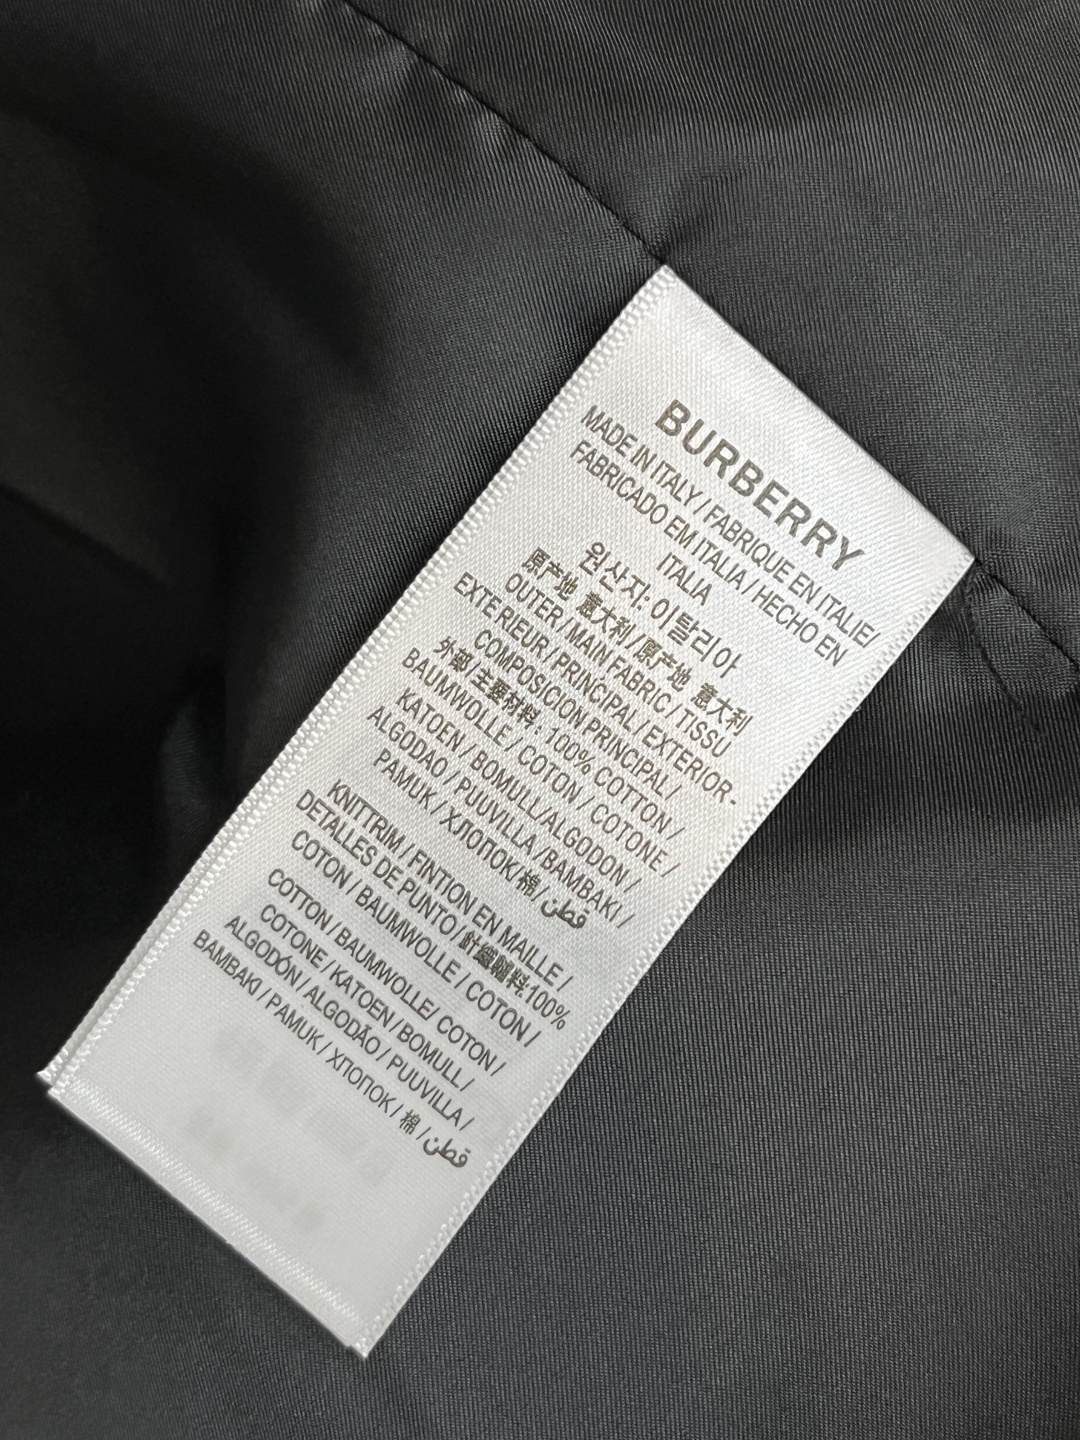 BURBERRY
MADE IN ITALY / FABRIQUE EN ITALIE/
FABRICADO EM ITALIA / HECHO EN
ITALIA
원산지: 이탈리아
原产地 意大利/原产地 意大利
OUTER / MAIN FABRIC / TISSU
EXTE RIEUR / PRINCIPAL / EXTERIOR-
COMPOSICION PRINCIPAL /
外部 / 主要材料: 100% COTTON /
BAUMWOLLE / COTON / COTONE /
KATOEN / BOMULL/ALGODON /
ALGODAO / PUUVILLA /BAMBAKI /
PAMUK / ХЛОПОК/ 棉/ قطن
KNITTRIM / FINTION EN MAILLE /
DETALLES DE PUNTO / 針織輔料:100%
COTON / BAUMWOLLE / COTON /
COTTON / BAUMWOLLE/ COTON /
COTONE / KATOEN / BOMULL /
ALGODÓN / ALGODÃO / PUUVILLA /
BAMBAKI / PAMUK / ХПОПОК / 棉 / قطن